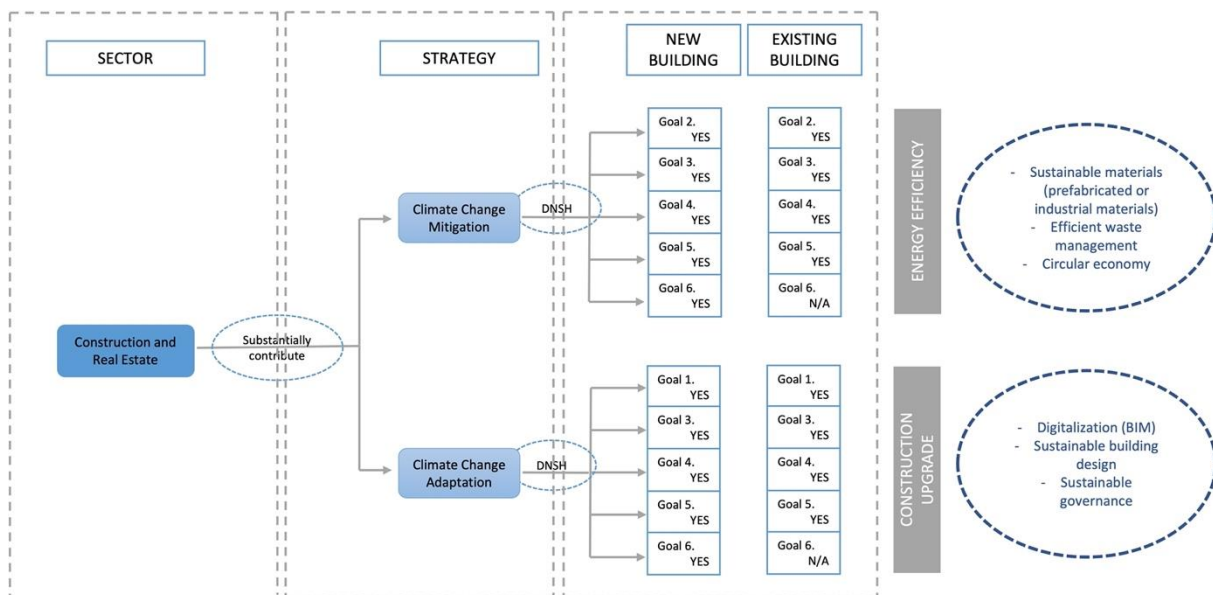 SECTOR
STRATEGY
NEW
BUILDING
EXISTING
BUILDING
Construction and
Real Estate
Substantially
contribute
Climate Change
Mitigation
DNSH
Goal 2.
YES
Goal 3.
YES
Goal 4.
YES
Goal 5.
YES
Goal 6.
YES
Goal 2.
YES
Goal 3.
YES
Goal 4.
YES
Goal 5.
YES
Goal 6.
N/A
ENERGY EFFICIENCY
- Sustainable materials
(prefabricated or
industrial materials)
- Efficient waste
management
- Circular economy
Climate Change
Adaptation
DNSH
Goal 1.
YES
Goal 3.
YES
Goal 4.
YES
Goal 5.
YES
Goal 6.
YES
Goal 1.
YES
Goal 3.
YES
Goal 4.
YES
Goal 5.
YES
Goal 6.
N/A
CONSTRUCTION
UPGRADE
- Digitalization (BIM)
- Sustainable building
design
- Sustainable
governance